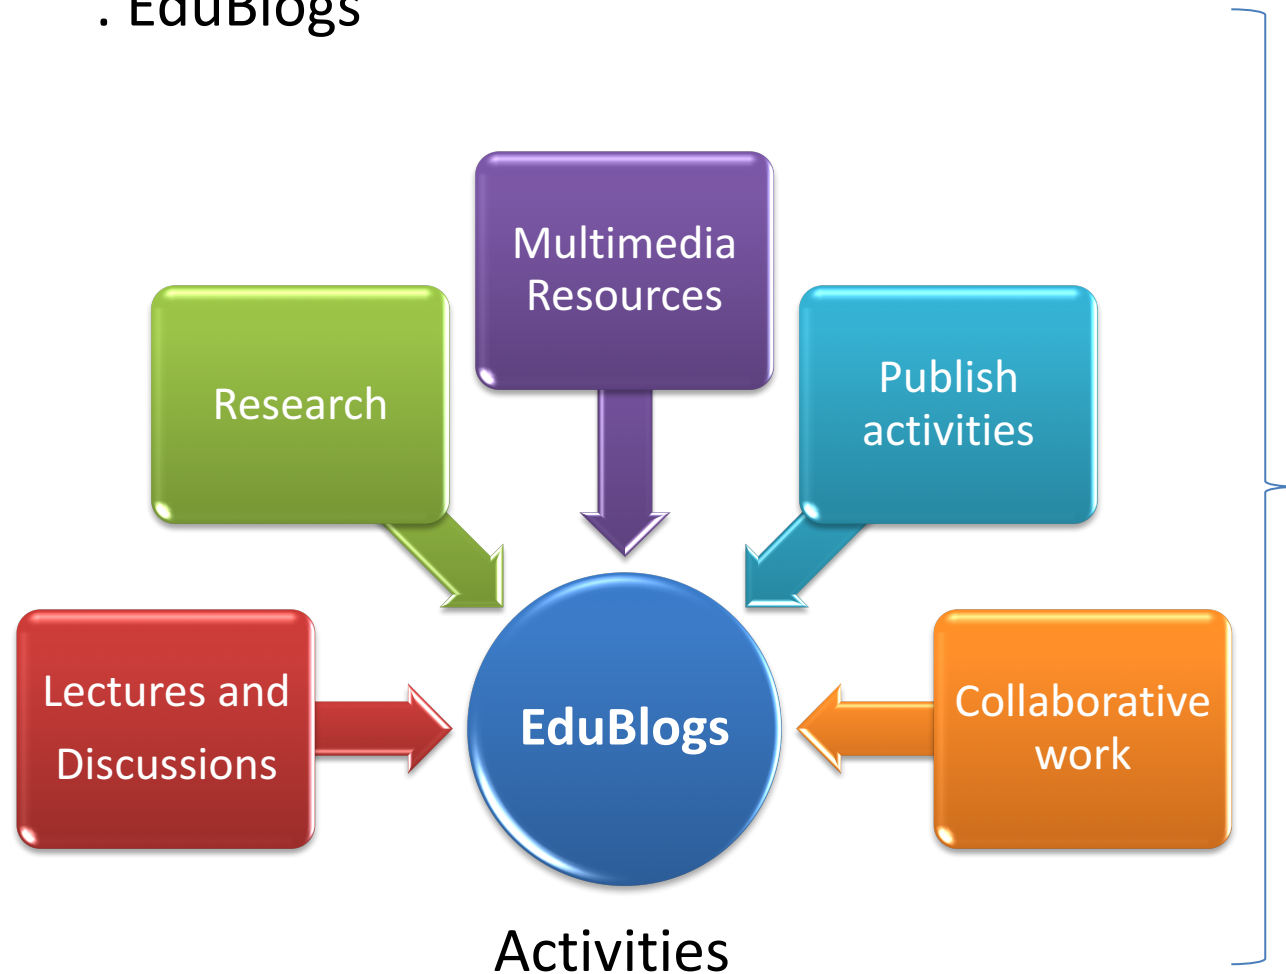 . EduBlogs
Multimedia
Resources
Research
Publish
activities
Lectures and
Discussions
EduBlogs
Collaborative
work
Activities